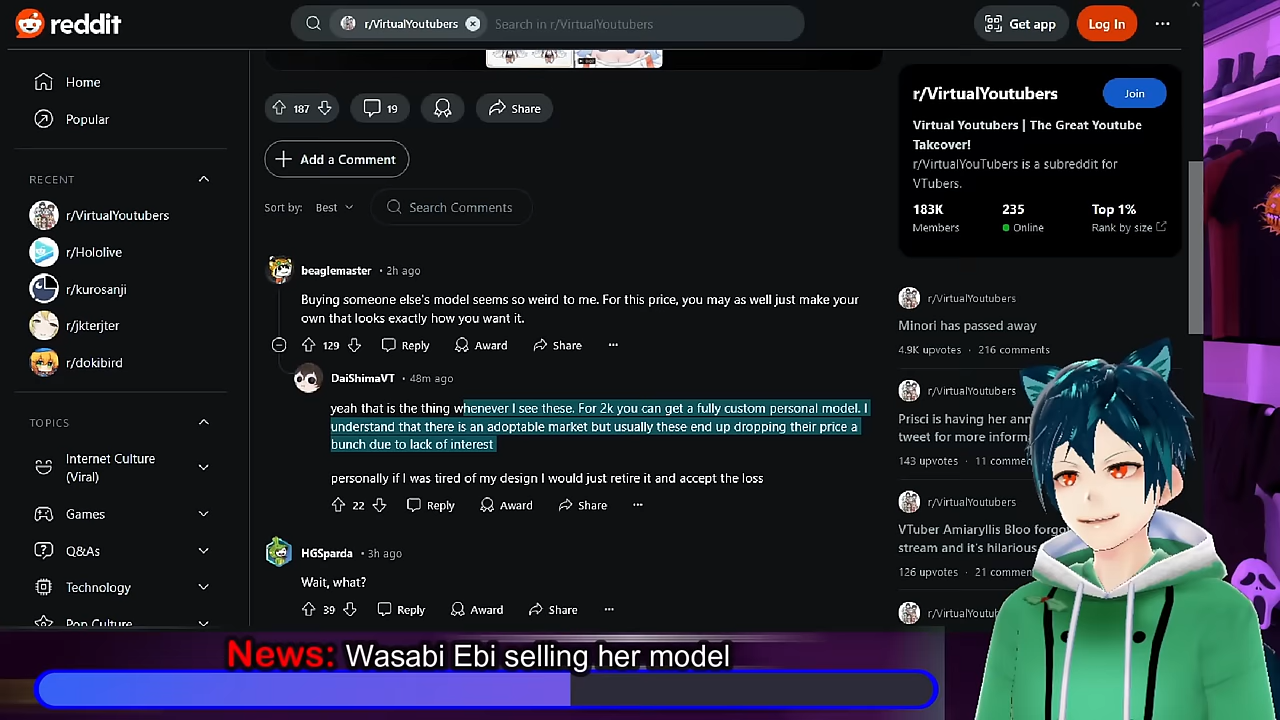 reddit
r/VirtualYoutubers
Search in r/VirtualYoutubers
Get app
Log In
Home
Popular
RECENT
r/VirtualYoutubers
r/Hololive
r/kurosanji
r/jkterjter
r/dokibird
TOPICS
Internet Culture
(Viral)
Games
Q&As
Technology
Pop Culture
187
19
Share
Add a Comment
Sort by:
Best
Search Comments
beaglemaster • 2h ago
Buying someone else's model seems so weird to me. For this price, you may as well just make your
own that looks exactly how you want it.
129
Reply
Award
Share
DaiShimaVT • 48m ago
yeah that is the thing whenever I see these. For 2k you can get a fully custom personal model. I
understand that there is an adoptable market but usually these end up dropping their price a
bunch due to lack of interest
personally if I was tired of my design I would just retire it and accept the loss
22
Reply
Award
Share
HGSparda • 3h ago
Wait, what?
39
Reply
Award
Share
r/VirtualYoutubers
Join
Virtual Youtubers | The Great Youtube
Takeover!
r/VirtualYouTubers is a subreddit for
VTubers.
183K
Members
235
Online
Top 1%
Rank by size
r/VirtualYoutubers
Minori has passed away
4.9K upvotes • 216 comments
r/VirtualYoutubers
Prisci is having her
tweet for more
143 upvotes • 11
r/VirtualYoutubers
VTuber Amiaryllis Bloo
stream and it's hilarious
126 upvotes • 21
News: Wasabi Ebi selling her model